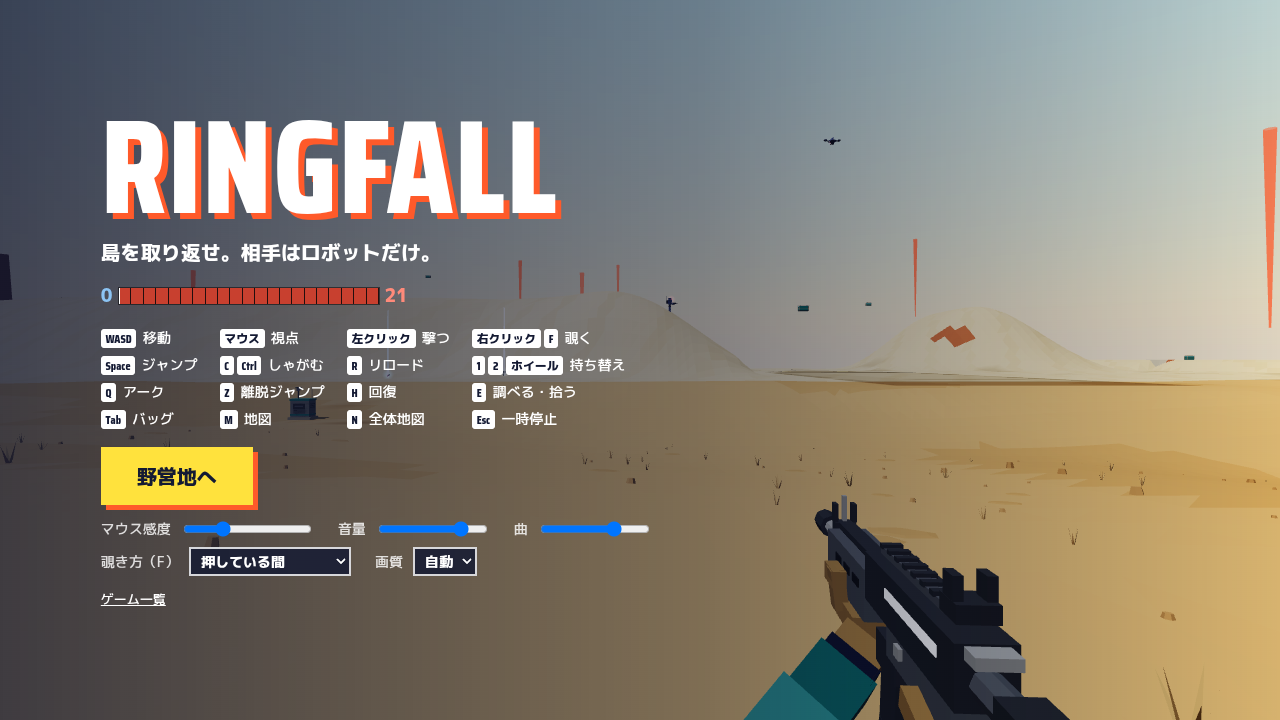 RINGFALL
島を取り返せ。相手はロボットだけ。
0 21
WASD 移動 マウス 視点 左クリック 撃つ 右クリック F 覗く
Space ジャンプ C Ctrl しゃがむ R リロード 1 2 ホイール 持ち替え
Q アーク Z 離脱ジャンプ H 回復 E 調べる・拾う
Tab バッグ M 地図 N 全体地図 Esc 一時停止
野営地へ
マウス感度 音量 曲
覗き方（F） 押している間 画質 自動
ゲーム一覧